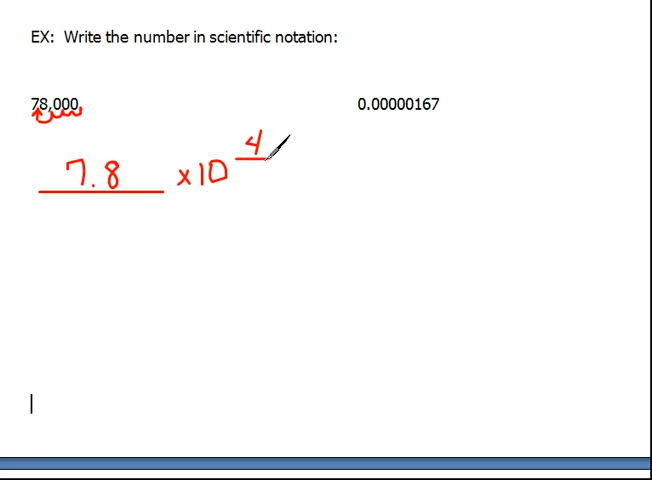 EX: Write the number in scientific notation:
78,000 0.00000167
7.8 x10 4